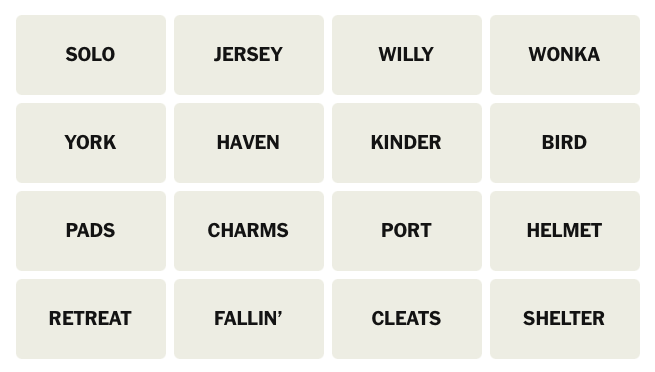 SOLO
JERSEY
WILLY
WONKA
YORK
HAVEN
KINDER
BIRD
PADS
CHARMS
PORT
HELMET
RETREAT
FALLIN’
CLEATS
SHELTER